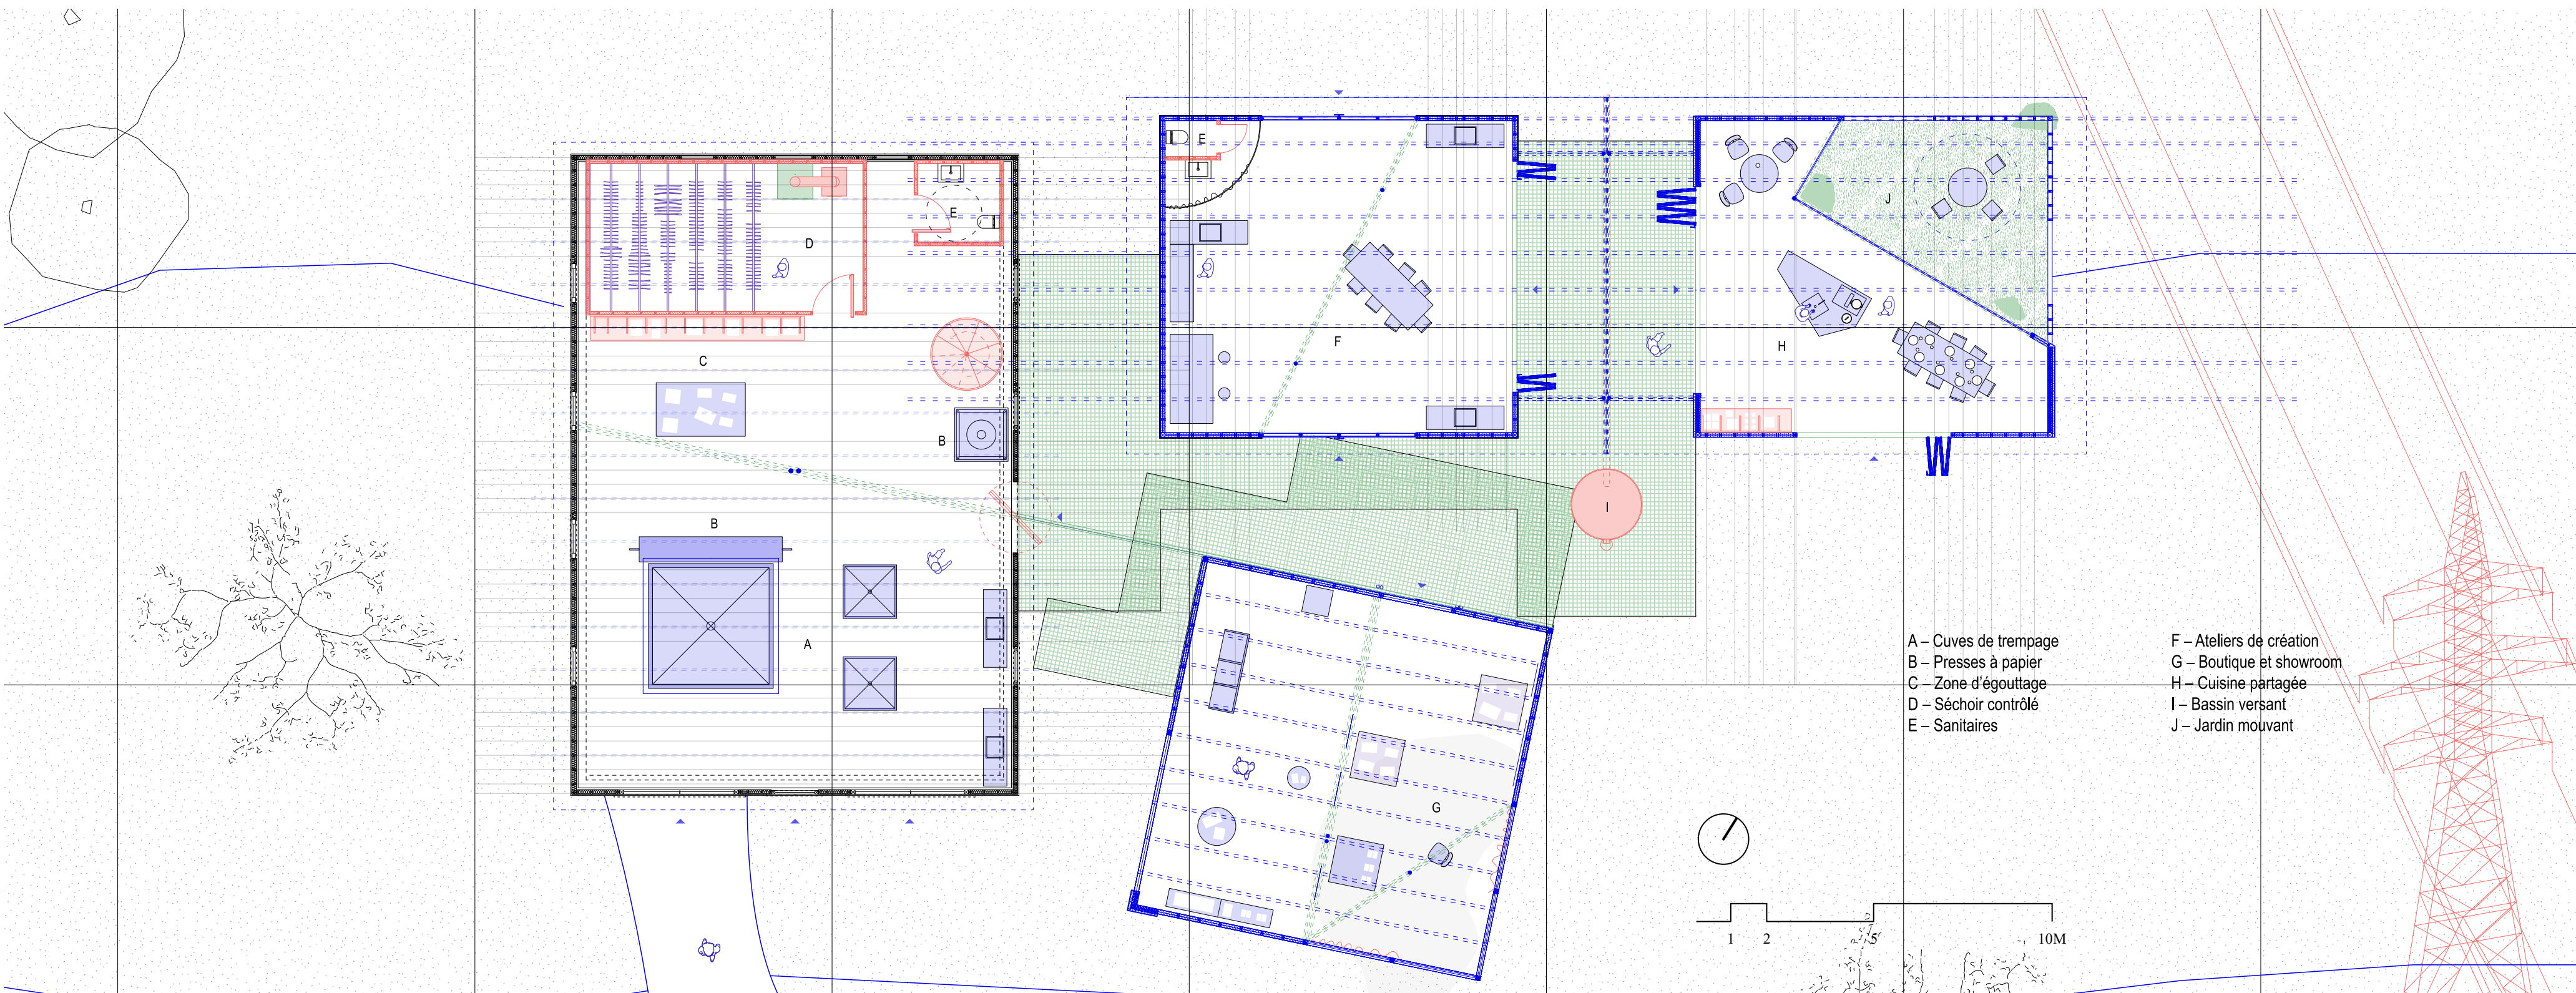 E
E
J
D
F
H
C
B
I
B
A
G
A – Cuves de trempage
B – Presses à papier
C – Zone d'égouttage
D – Séchoir contrôlé
E – Sanitaires
F – Ateliers de création
G – Boutique et showroom
H – Cuisine partagée
I – Bassin versant
J – Jardin mouvant
1 2 5 10M